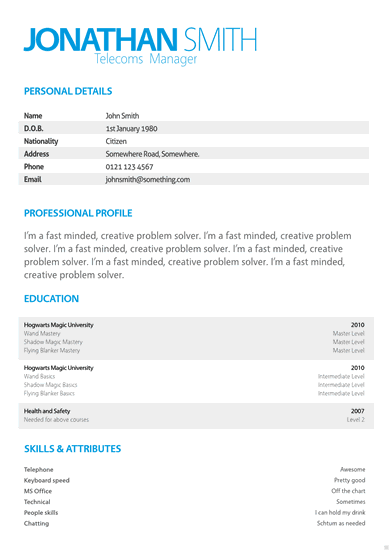 JONATHAN SMITH
Telecoms Manager
PERSONAL DETAILS
Name John Smith
D.O.B. 1st January 1980
Nationality Citizen
Address Somewhere Road, Somewhere.
Phone 0121 123 4567
Email johnsmith@something.com
PROFESSIONAL PROFILE
I'm a fast minded, creative problem solver. I'm a fast minded, creative problem
solver. I'm a fast minded, creative problem solver. I'm a fast minded, creative
problem solver. I'm a fast minded, creative problem solver. I'm a fast minded,
creative problem solver.
EDUCATION
Hogwarts Magic University 2010
Wand Mastery Master Level
Shadow Magic Mastery Master Level
Flying Blanker Mastery Master Level
Hogwarts Magic University 2010
Wand Basics Intermediate Level
Shadow Magic Basics Intermediate Level
Flying Blanker Basics Intermediate Level
Health and Safety 2007
Needed for above courses Level 2
SKILLS & ATTRIBUTES
Telephone Awesome
Keyboard speed Pretty good
MS Office Off the chart
Technical Sometimes
People skills I can hold my drink
Chatting Schtum as needed